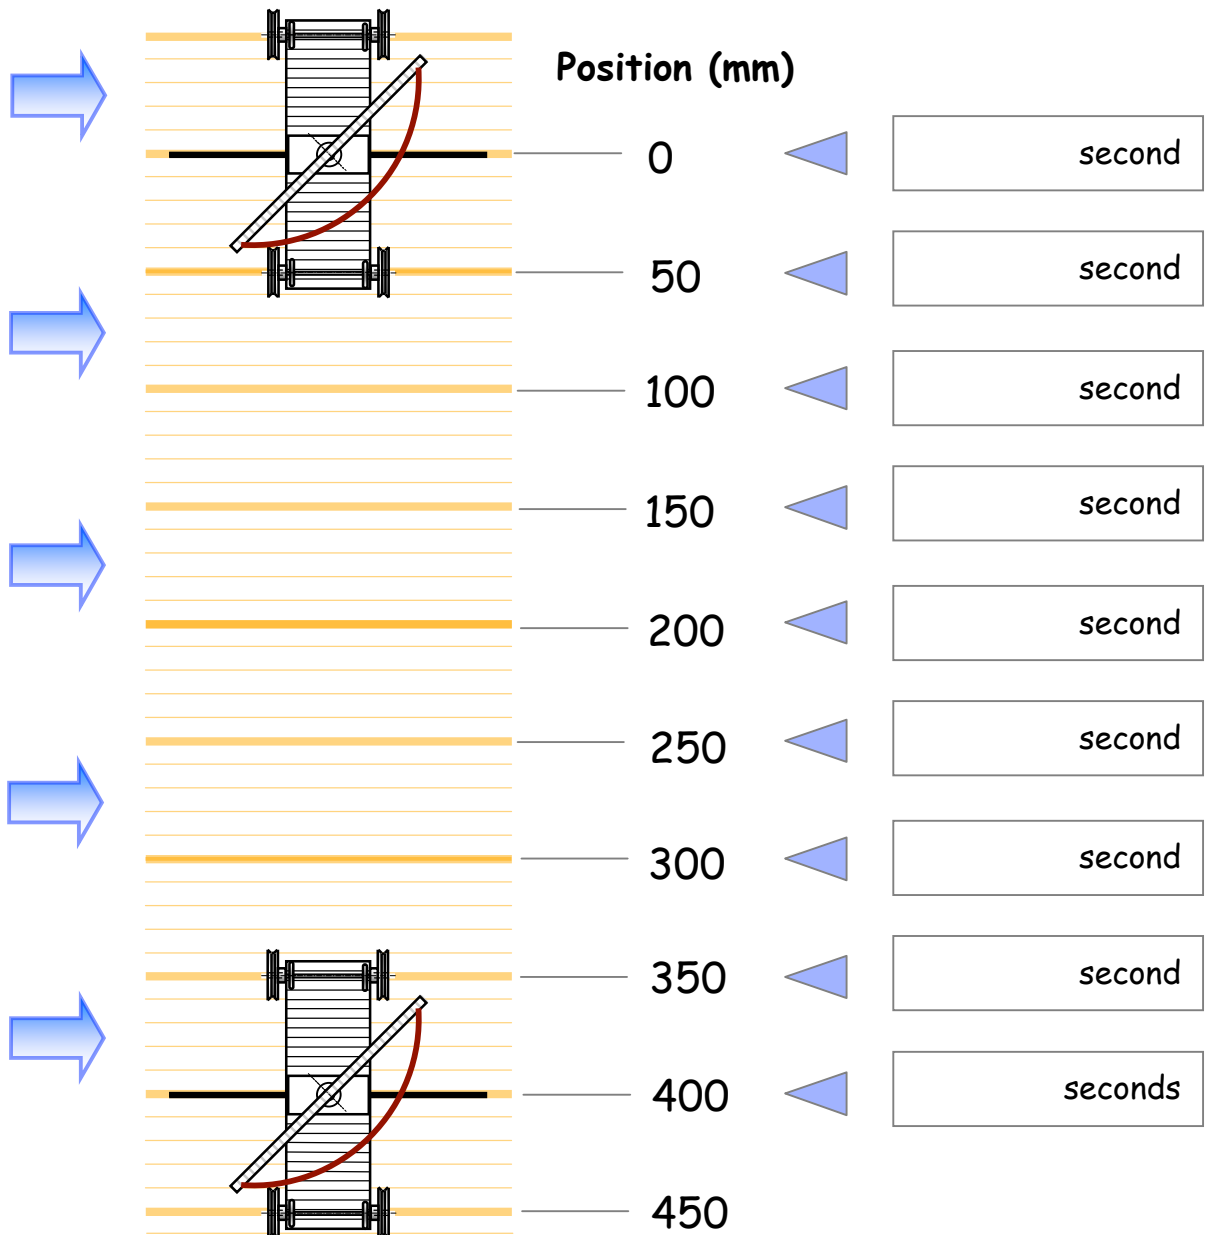 Position (mm)
0 second
50 second
100 second
150 second
200 second
250 second
300 second
350 second
400 seconds
450